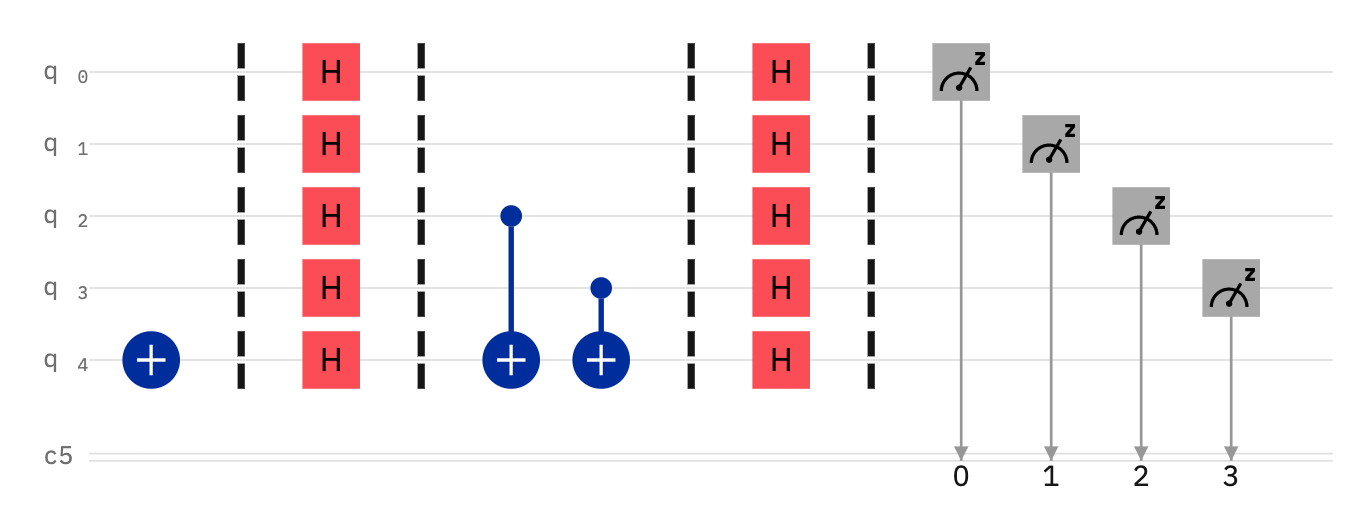 q 0 H H z
q 1 H H z
q 2 H H z
q 3 H H z
q 4 H H
c5
0 1 2 3